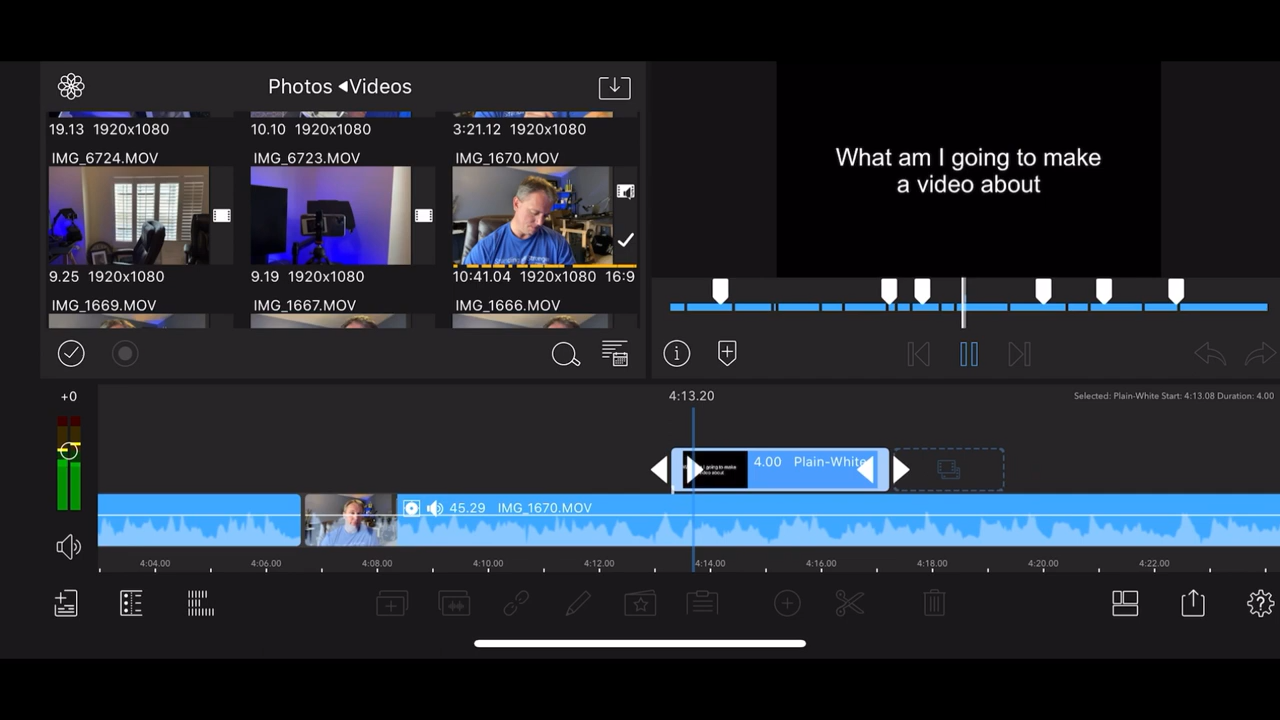 Photos ◀Videos
19.13 1920x1080
10.10 1920x1080
3:21.12 1920x1080
IMG_6724.MOV
IMG_6723.MOV
IMG_1670.MOV
9.25 1920x1080
9.19 1920x1080
10:41.04 1920x1080 16:9
IMG_1669.MOV
IMG_1667.MOV
IMG_1666.MOV
What am I going to make
a video about
+0
4:13.20
Selected: Plain-White Start: 4:13.08 Duration: 4.00
4.00 Plain-White
45.29 IMG_1670.MOV
4:04.00
4:06.00
4:08.00
4:10.00
4:12.00
4:14.00
4:16.00
4:18.00
4:20.00
4:22.00